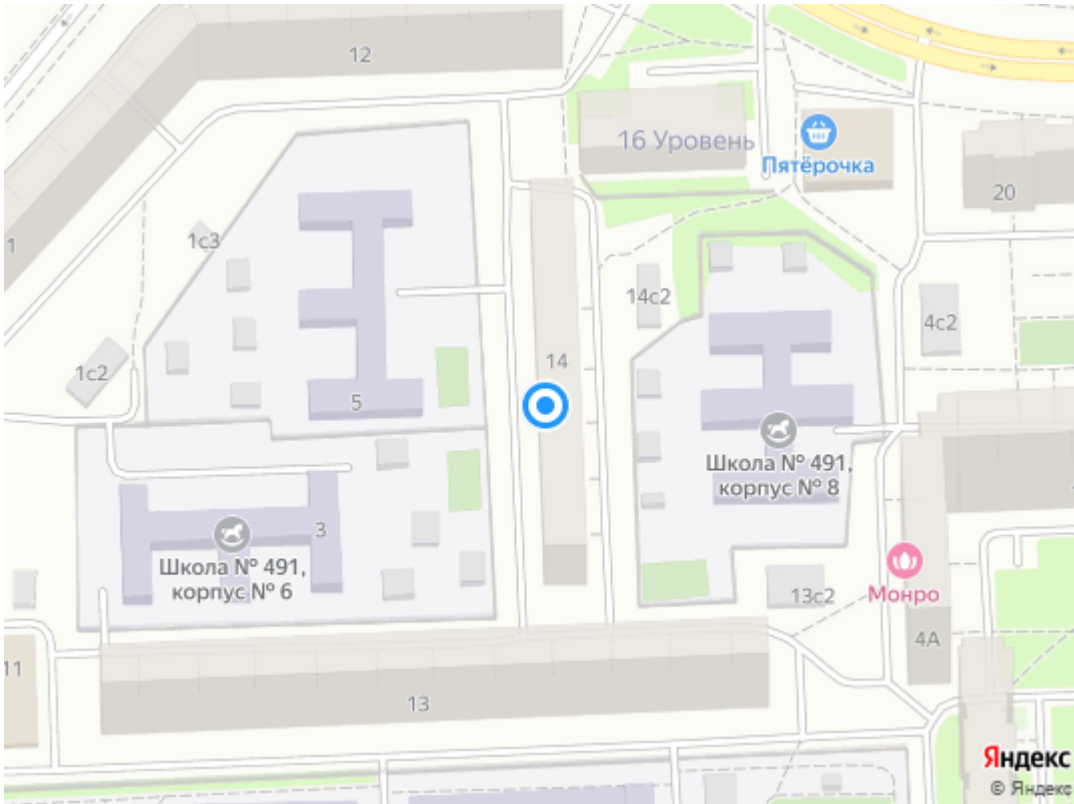 12
16 Уровень
Пятёрочка
20
1с3
1
14с2
4с2
1с2
14
5
Школа № 491,
корпус № 8
3
Школа № 491,
корпус № 6
Монро
13с2
4А
11
13
Яндекс
© Яндекс